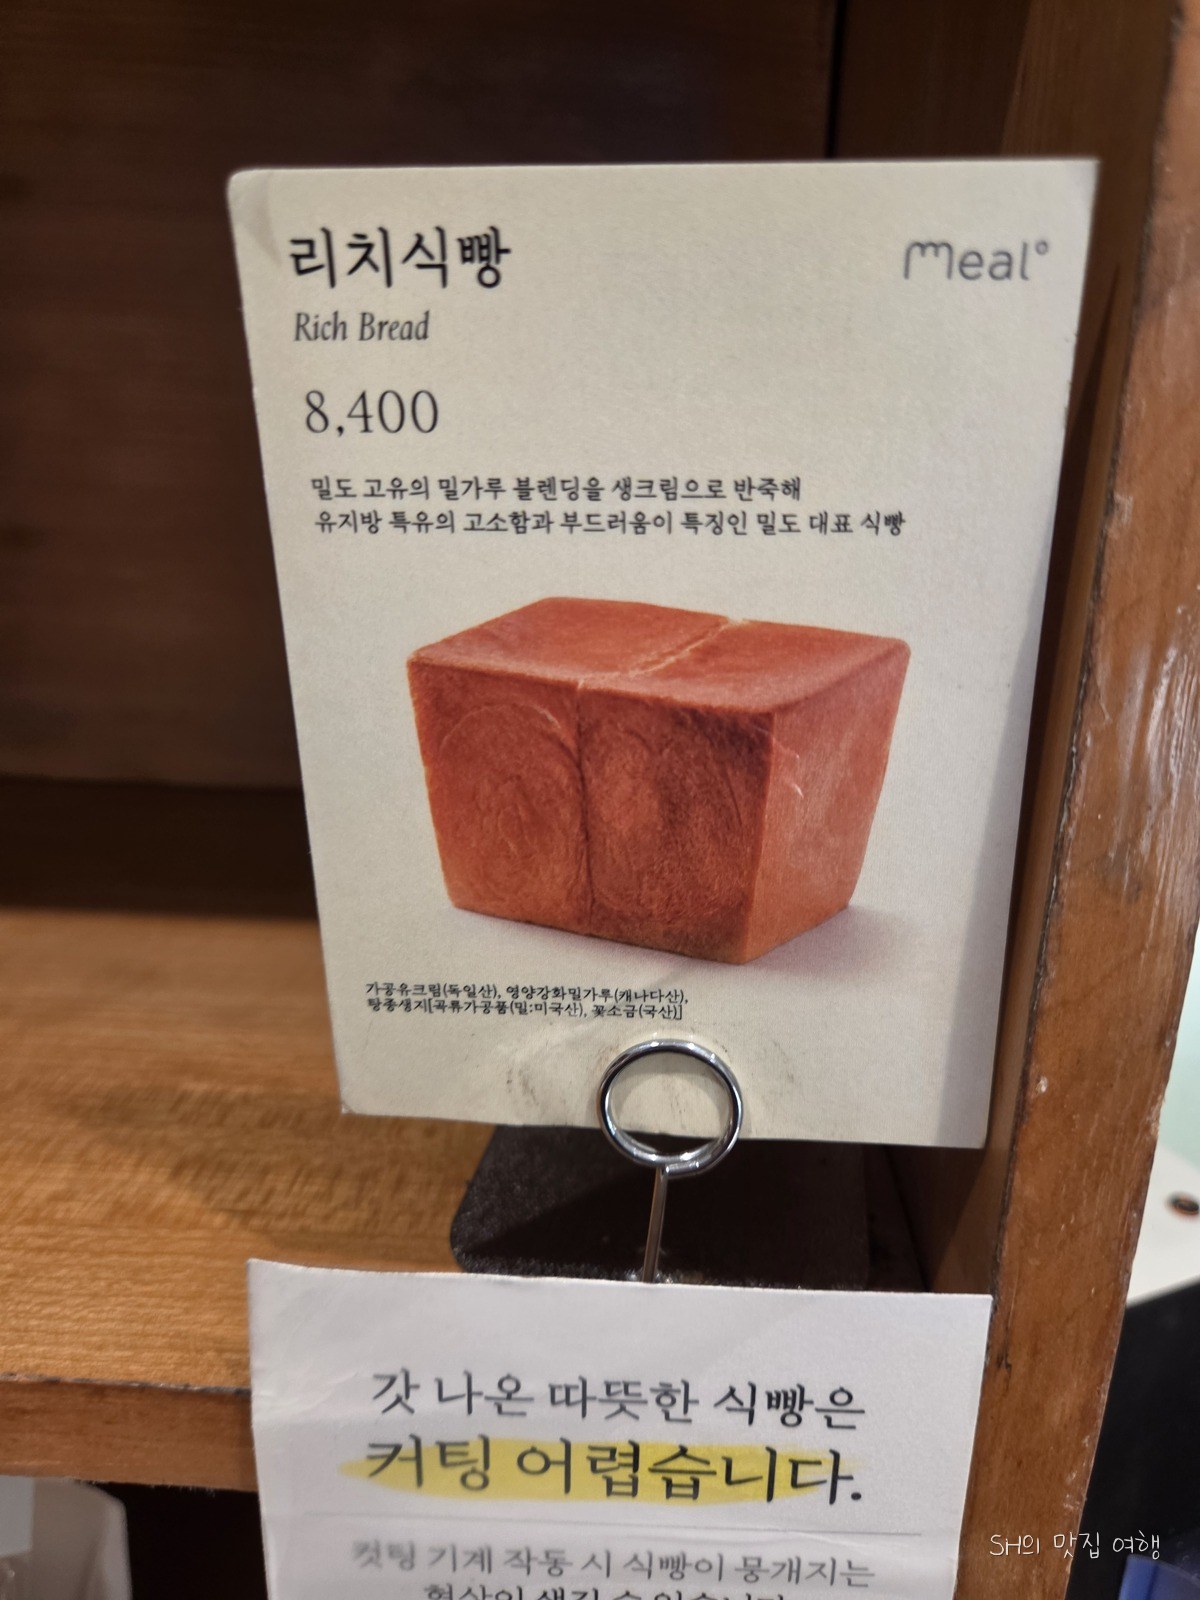 리치식빵
meal°
Rich Bread
8,400
밀도 고유의 밀가루 블렌딩을 생크림으로 반죽해
유지방 특유의 고소함과 부드러움이 특징인 밀도 대표 식빵
가공유크림(독일산), 영양강화밀가루(캐나다산),
탕종생지[곡류가공품(밀:미국산), 꽃소금(국산)]
갓 나온 따뜻한 식빵은
커팅 어렵습니다.
컷팅 기계 작동 시 식빵이 뭉개지는
SH의 맛집 여행